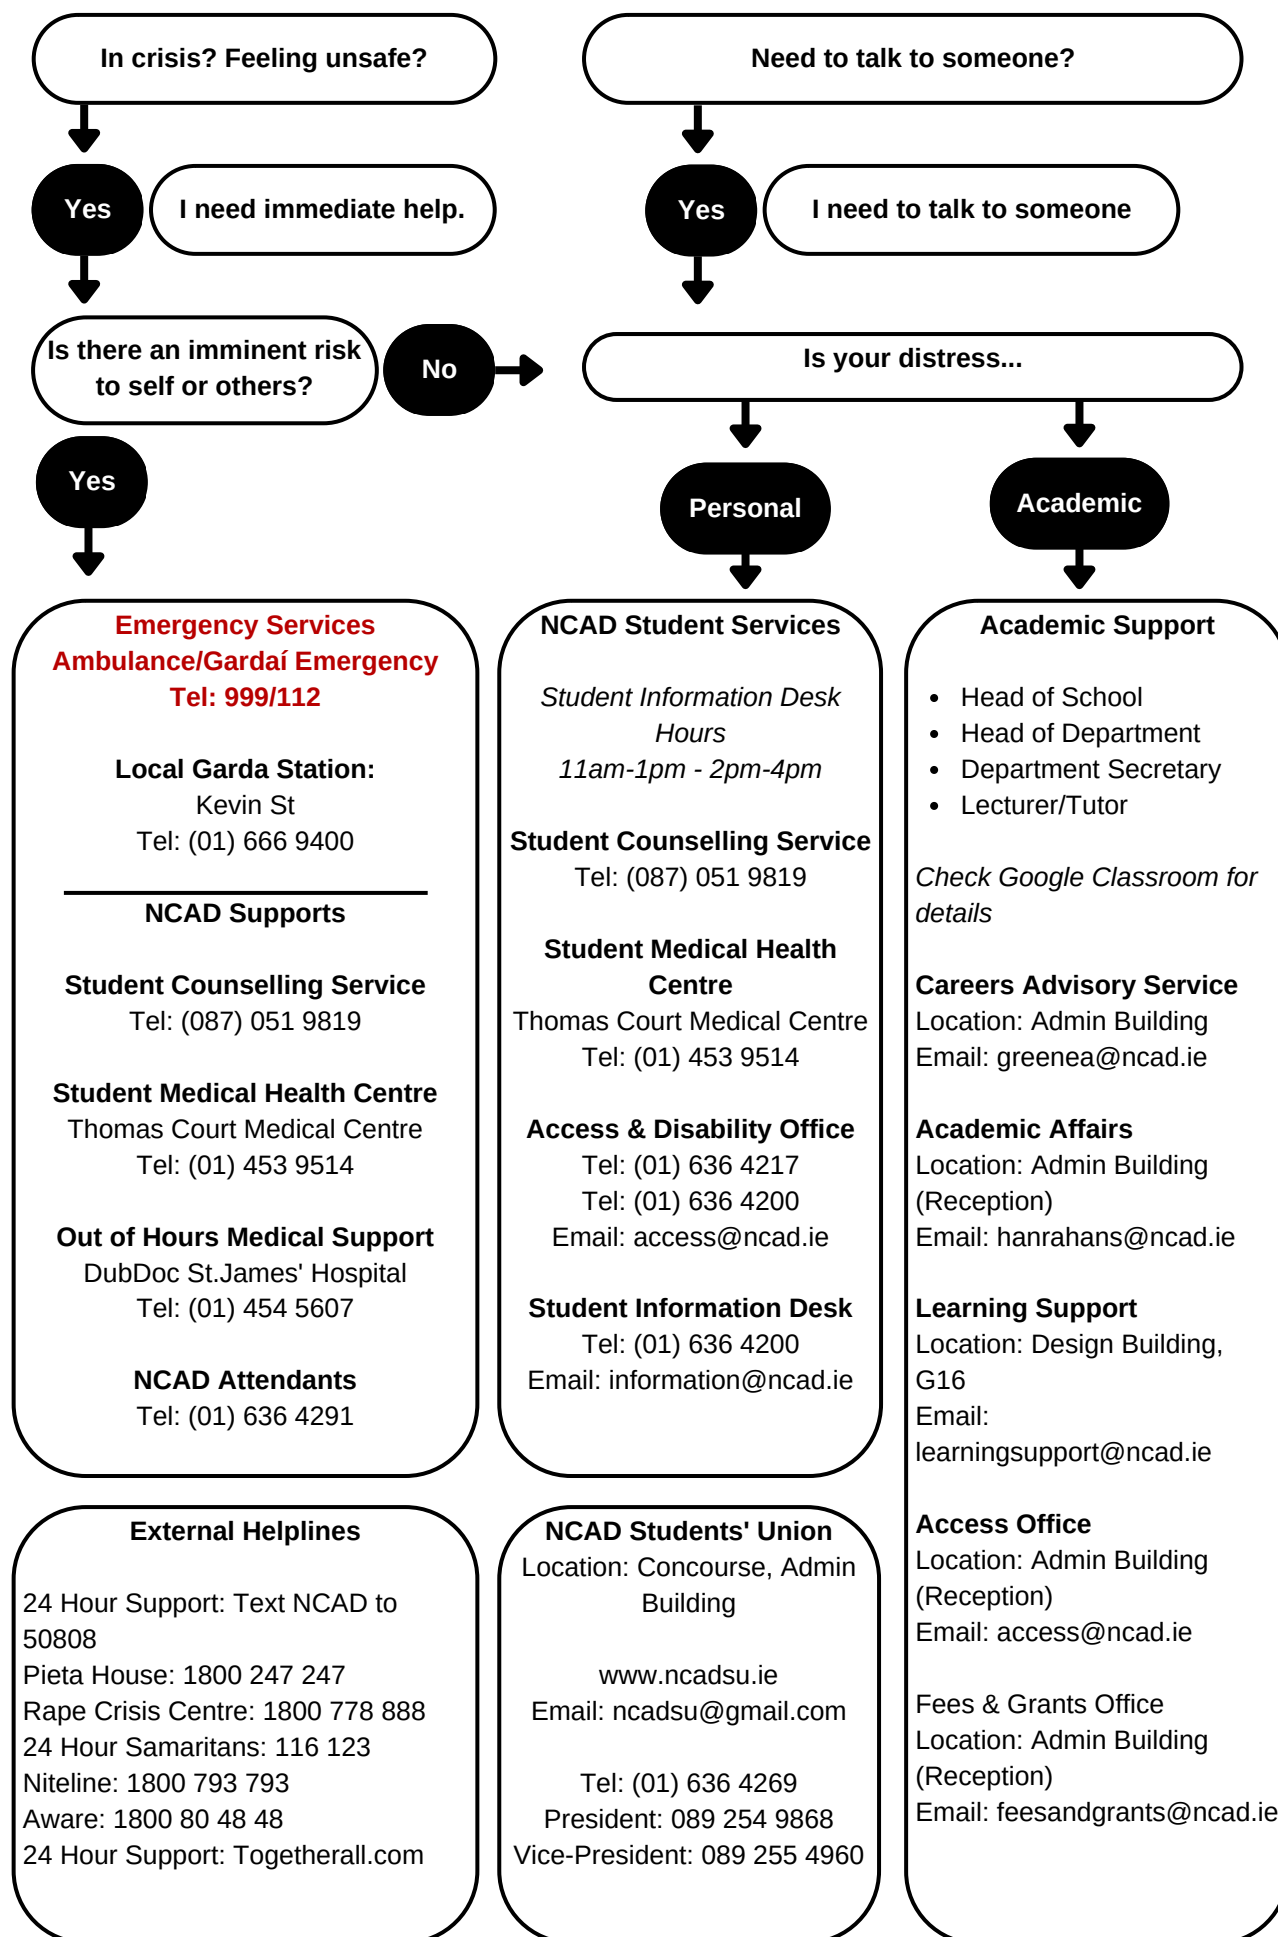 In crisis? Feeling unsafe?
Yes
I need immediate help.
Is there an imminent risk
to self or others?
No
Yes
Need to talk to someone?
Yes
I need to talk to someone
Is your distress...
Personal
Academic
Emergency Services
Ambulance/Gardaí Emergency
Tel: 999/112
Local Garda Station:
Kevin St
Tel: (01) 666 9400
NCAD Supports
Student Counselling Service
Tel: (087) 051 9819
Student Medical Health Centre
Thomas Court Medical Centre
Tel: (01) 453 9514
Out of Hours Medical Support
DubDoc St.James' Hospital
Tel: (01) 454 5607
NCAD Attendants
Tel: (01) 636 4291
External Helplines
24 Hour Support: Text NCAD to
50808
Pieta House: 1800 247 247
Rape Crisis Centre: 1800 778 888
24 Hour Samaritans: 116 123
Niteline: 1800 793 793
Aware: 1800 80 48 48
24 Hour Support: Togetherall.com
NCAD Student Services
Student Information Desk
Hours
11am-1pm - 2pm-4pm
Student Counselling Service
Tel: (087) 051 9819
Student Medical Health
Centre
Thomas Court Medical Centre
Tel: (01) 453 9514
Access & Disability Office
Tel: (01) 636 4217
Tel: (01) 636 4200
Email: access@ncad.ie
Student Information Desk
Tel: (01) 636 4200
Email: information@ncad.ie
NCAD Students' Union
Location: Concourse, Admin
Building
www.ncadsu.ie
Email: ncadsu@gmail.com
Tel: (01) 636 4269
President: 089 254 9868
Vice-President: 089 255 4960
Academic Support
• Head of School
• Head of Department
• Department Secretary
• Lecturer/Tutor
Check Google Classroom for
details
Careers Advisory Service
Location: Admin Building
Email: greenea@ncad.ie
Academic Affairs
Location: Admin Building
(Reception)
Email: hanrahans@ncad.ie
Learning Support
Location: Design Building,
G16
Email:
learningsupport@ncad.ie
Access Office
Location: Admin Building
(Reception)
Email: access@ncad.ie
Fees & Grants Office
Location: Admin Building
(Reception)
Email: feesandgrants@ncad.ie